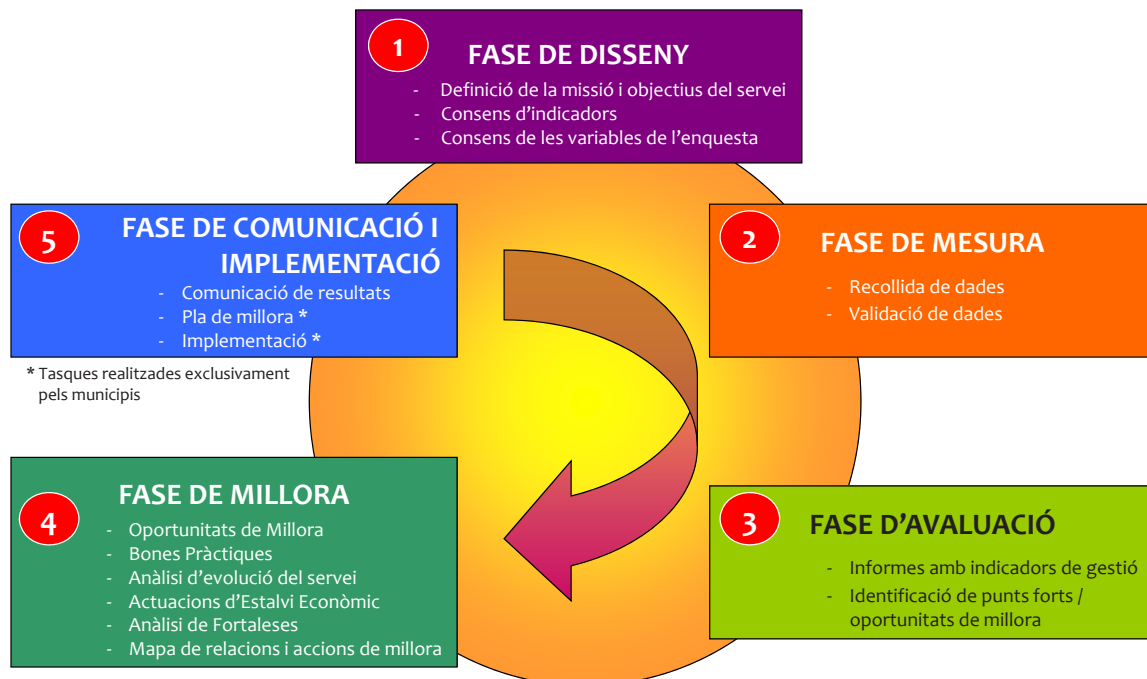 1
FASE DE DISSENY
- Definició de la missió i objectius del servei
- Consens d'indicadors
- Consens de les variables de l'enquesta
2
FASE DE MESURA
- Recollida de dades
- Validació de dades
3
FASE D'AVALUACIÓ
- Informes amb indicadors de gestió
- Identificació de punts forts /
oportunitats de millora
4
FASE DE MILLORA
- Oportunitats de Millora
- Bones Pràctiques
- Anàlisi d'evolució del servei
- Actuacions d'Estalvi Econòmic
- Anàlisi de Fortaleses
- Mapa de relacions i accions de millora
5
FASE DE COMUNICACIÓ I
IMPLEMENTACIÓ
- Comunicació de resultats
- Pla de millora *
- Implementació *
* Tasques realitzades exclusivament
pels municipis